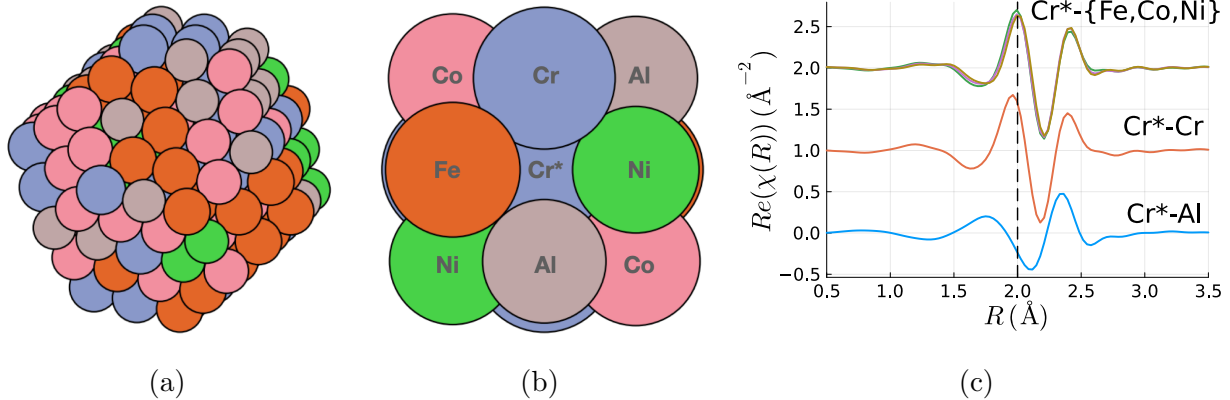 Co
Cr
Al
Fe
Cr*
Ni
Ni
Al
Co
Cr*-{Fe,Co,Ni}
Cr*-Cr
Cr*-Al
2.5
2.0
1.5
1.0
0.5
0.0
−0.5
Re(χ(R)) (Å⁻²)
0.5 1.0 1.5 2.0 2.5 3.0 3.5
R (Å)
(a) (b) (c)